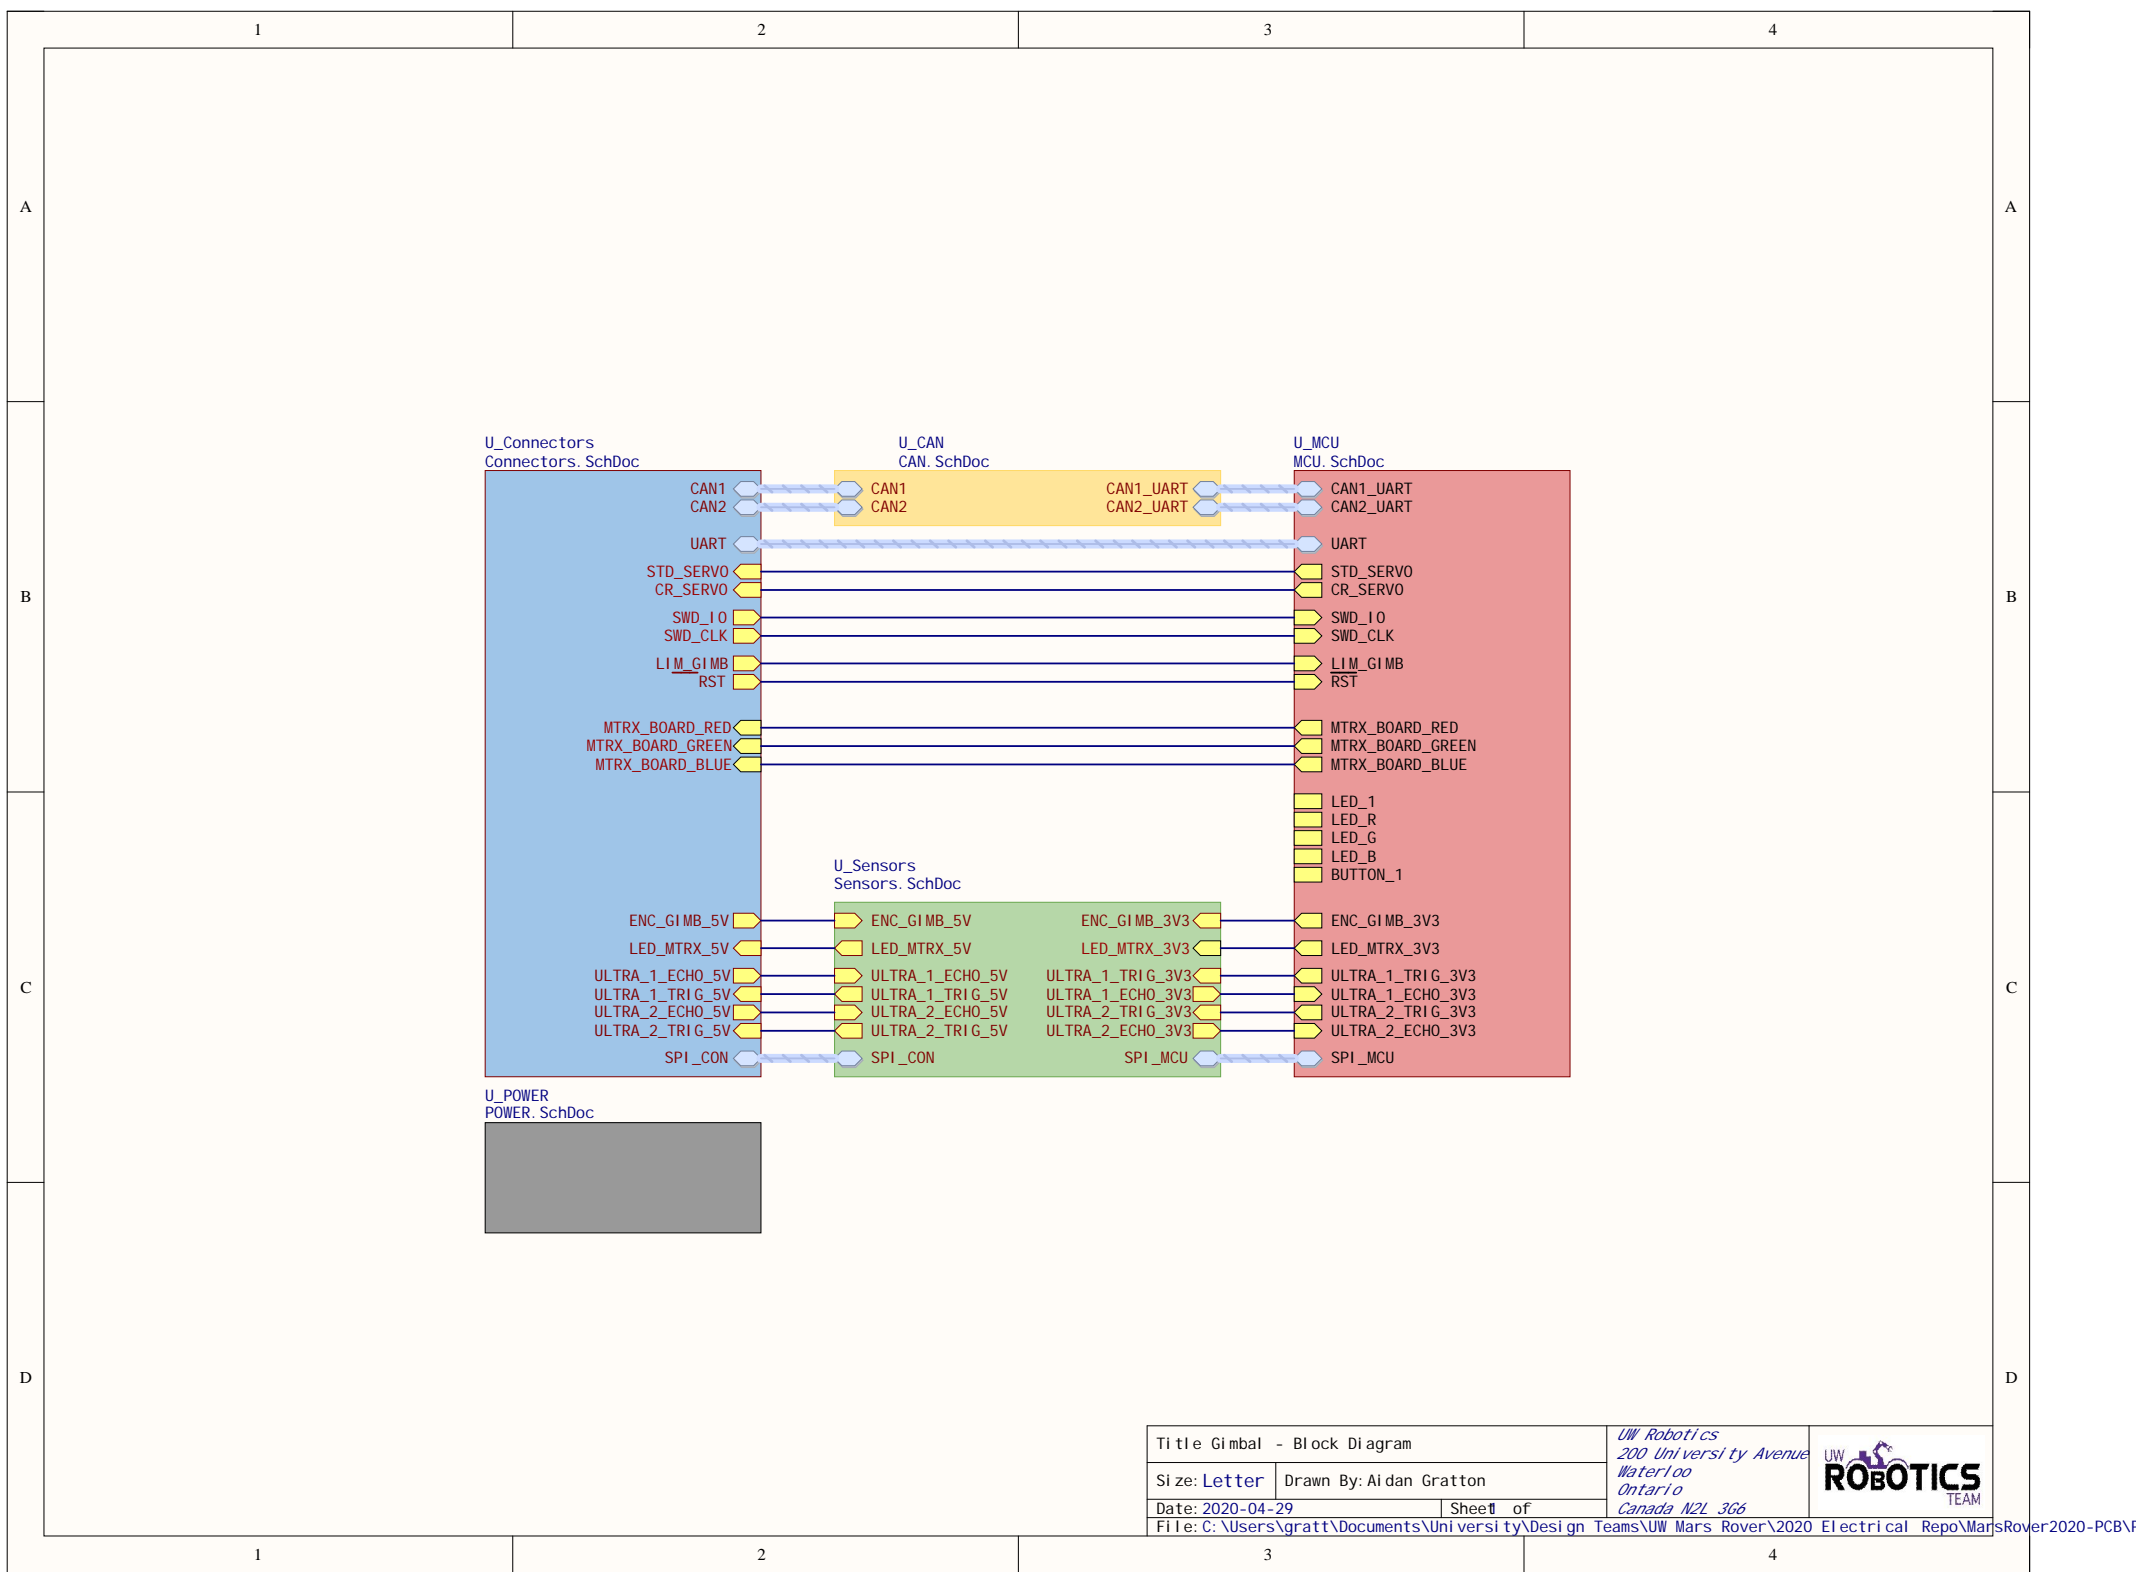 1 2 3 4
A A
B B
C C
D D
U_Connectors
Connectors.SchDoc
CAN1
CAN2
UART
STD_SERVO
CR_SERVO
SWD_IO
SWD_CLK
LIM_GIMB
RST
MTRX_BOARD_RED
MTRX_BOARD_GREEN
MTRX_BOARD_BLUE
ENC_GIMB_5V
LED_MTRX_5V
ULTRA_1_ECHO_5V
ULTRA_1_TRIG_5V
ULTRA_2_ECHO_5V
ULTRA_2_TRIG_5V
SPI_CON
U_CAN
CAN.SchDoc
CAN1 CAN1_UART
CAN2 CAN2_UART
U_Sensors
Sensors.SchDoc
ENC_GIMB_5V ENC_GIMB_3V3
LED_MTRX_5V LED_MTRX_3V3
ULTRA_1_ECHO_5V ULTRA_1_TRIG_3V3
ULTRA_1_TRIG_5V ULTRA_1_ECHO_3V3
ULTRA_2_ECHO_5V ULTRA_2_TRIG_3V3
ULTRA_2_TRIG_5V ULTRA_2_ECHO_3V3
SPI_CON SPI_MCU
U_MCU
MCU.SchDoc
CAN1_UART
CAN2_UART
UART
STD_SERVO
CR_SERVO
SWD_IO
SWD_CLK
LIM_GIMB
RST
MTRX_BOARD_RED
MTRX_BOARD_GREEN
MTRX_BOARD_BLUE
LED_1
LED_R
LED_G
LED_B
BUTTON_1
ENC_GIMB_3V3
LED_MTRX_3V3
ULTRA_1_TRIG_3V3
ULTRA_1_ECHO_3V3
ULTRA_2_TRIG_3V3
ULTRA_2_ECHO_3V3
SPI_MCU
U_POWER
POWER.SchDoc
Title Gimbal - Block Diagram
Size: Letter Drawn By: Aidan Gratton
Date: 2020-04-29 Sheet 1 of
File: C:\Users\gratt\Documents\University\Design Teams\UW Mars Rover\2020 Electrical Repo\MarsRover2020-PCB\
UW Robotics
200 University Avenue
Waterloo
Ontario
Canada N2L 3G6
UW
ROBOTICS
TEAM
1 2 3 4